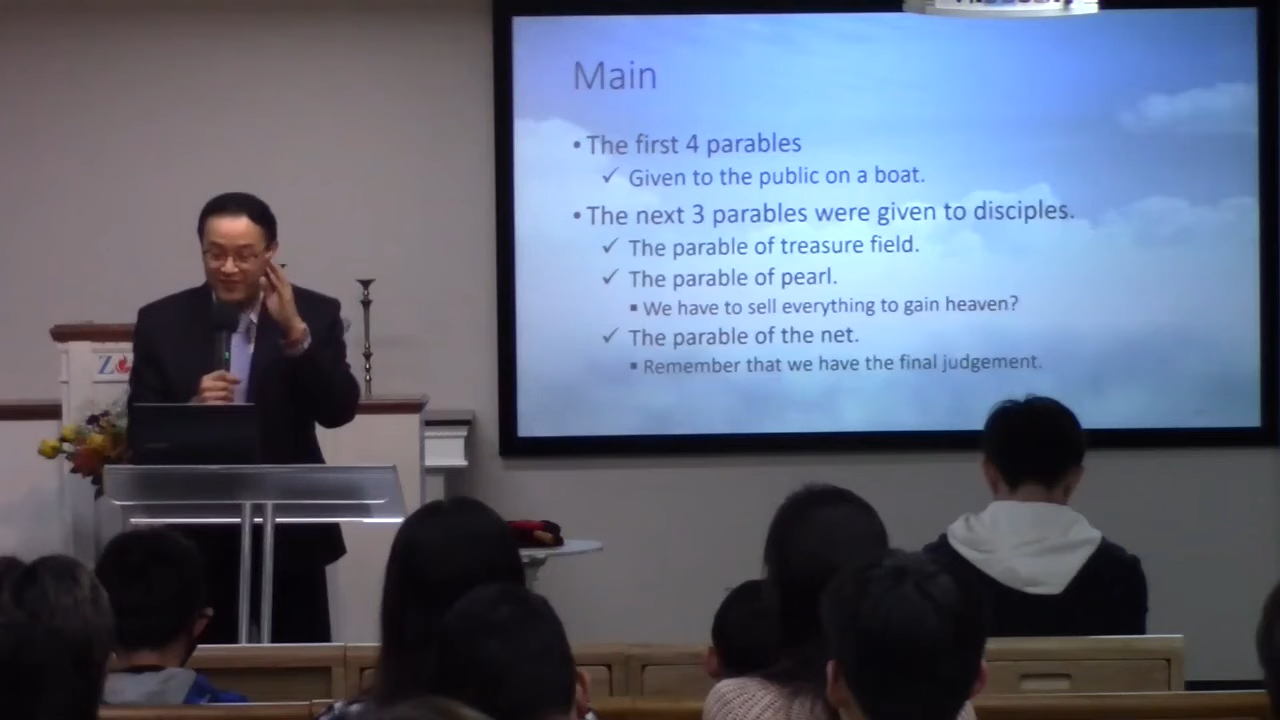 Main
• The first 4 parables
✓ Given to the public on a boat.
• The next 3 parables were given to disciples.
✓ The parable of treasure field.
✓ The parable of pearl.
▪ We have to sell everything to gain heaven?
✓ The parable of the net.
▪ Remember that we have the final judgement.